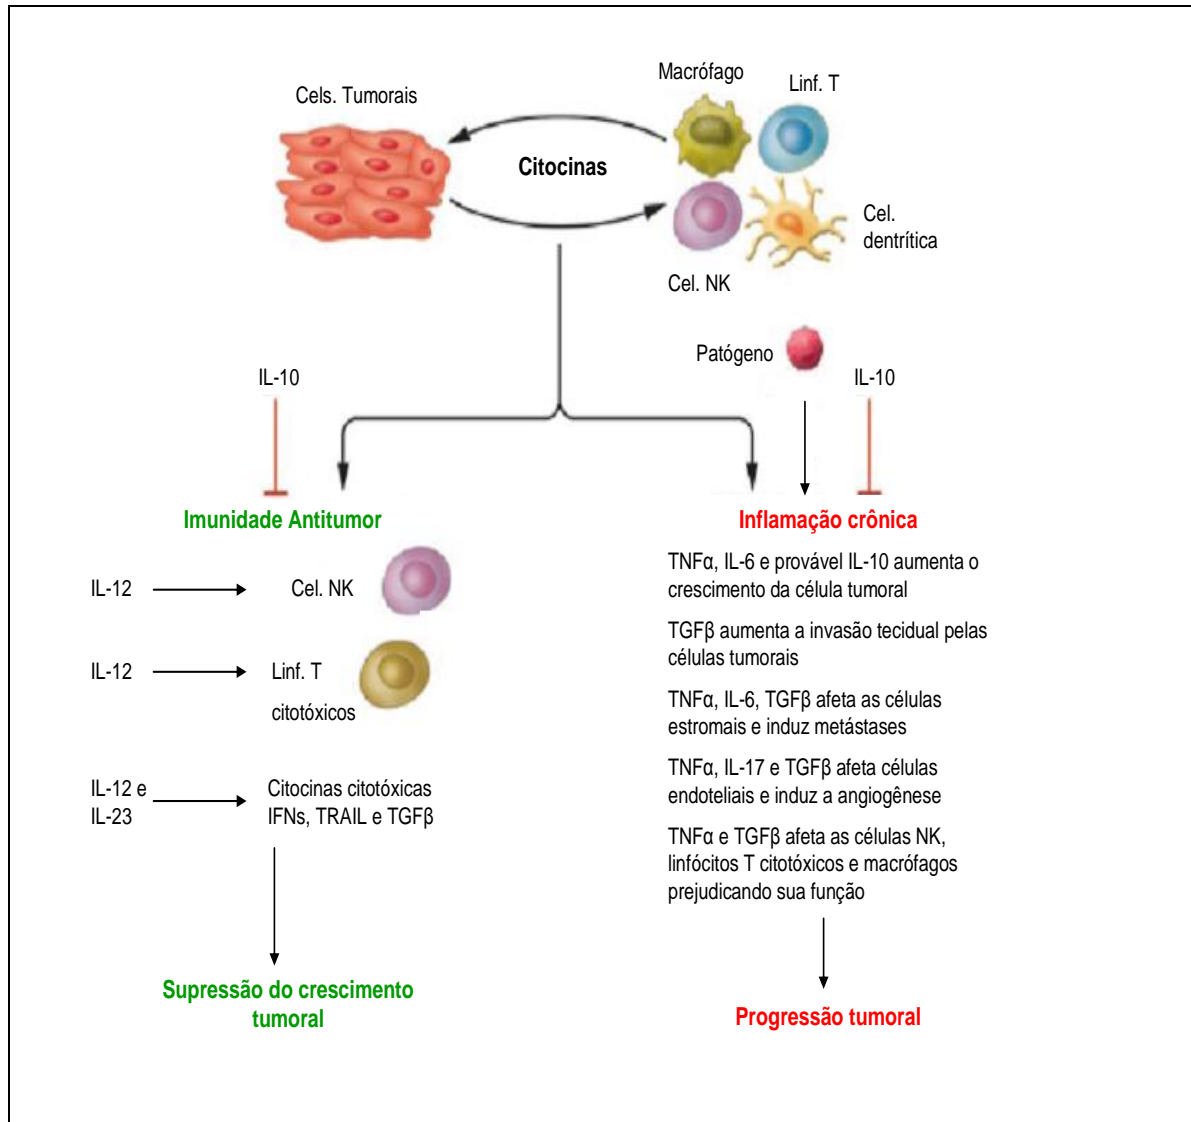 Macrófago
Linf. T
Cels. Tumorais
Citocinas
Cel.
dentrítica
Cel. NK
Patógeno
IL-10
IL-10
Imunidade Antitumor
IL-12
Cel. NK
IL-12
Linf. T
citotóxicos
IL-12 e
IL-23
Citocinas citotóxicas
IFNs, TRAIL e TGFβ
Supressão do crescimento
tumoral
Inflamação crônica
TNFα, IL-6 e provável IL-10 aumenta o
crescimento da célula tumoral
TGFβ aumenta a invasão tecidual pelas
células tumorais
TNFα, IL-6, TGFβ afeta as células
estromais e induz metástases
TNFα, IL-17 e TGFβ afeta células
endoteliais e induz a angiogênese
TNFα e TGFβ afeta as células NK,
linfócitos T citotóxicos e macrófagos
prejudicando sua função
Progressão tumoral